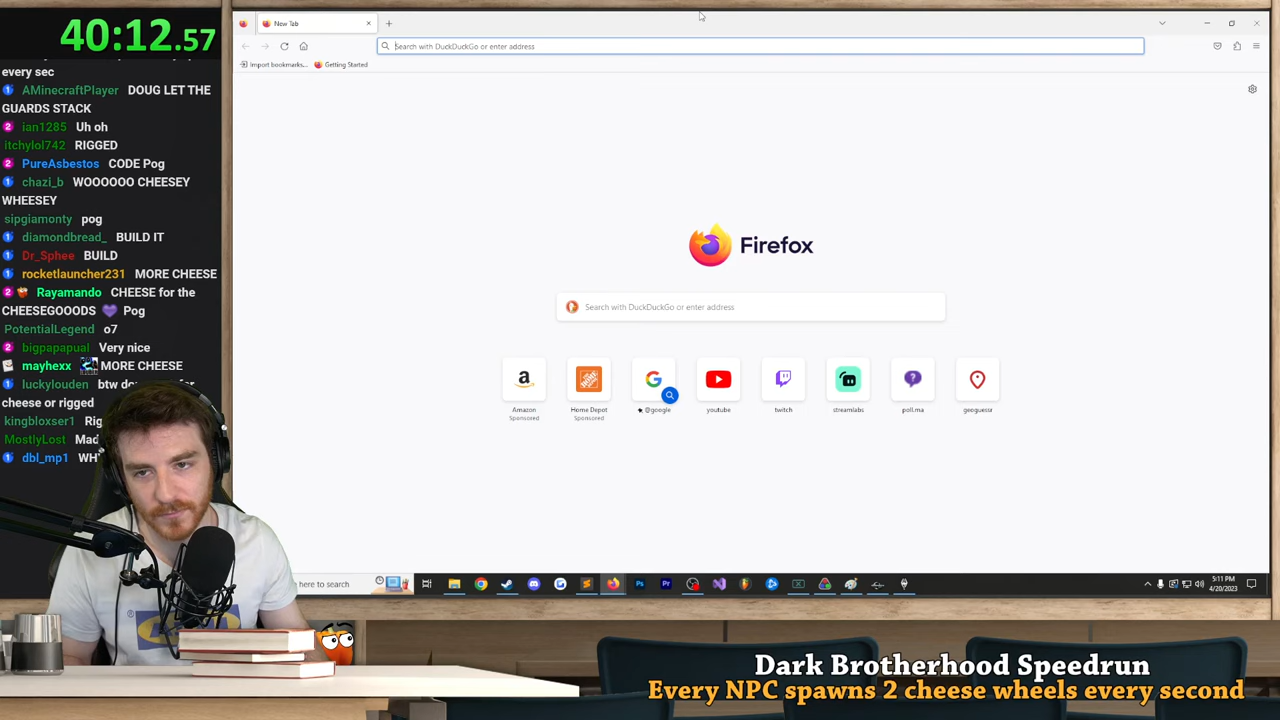 40:12.57
every sec
AMinecraftPlayer DOUG LET THE
GUARDS STACK
ian1285 Uh oh
itchylol742 RIGGED
PureAsbestos CODE Pog
chazi_b WOOOOOO CHEESEY
WHEESEY
sipgiamonty pog
diamondbread_ BUILD IT
Dr_Sphee BUILD
rocketlauncher231 MORE CHEESE
Rayamando CHEESE for the
CHEESEGOOODS Pog
PotentialLegend o7
bigpapapual Very nice
mayhexx MORE CHEESE
luckylouden btw
cheese or rigged
kingbloxser1 Rig
MostlyLost Mad
dbl_mp1 WH
New Tab
Search with DuckDuckGo or enter address
Import bookmarks... Getting Started
Firefox
Search with DuckDuckGo or enter address
Amazon
Sponsored
Home Depot
Sponsored
@google
youtube
twitch
streamlabs
poll.ma
geoguessr
here to search
5:11 PM
4/20/2023
Dark Brotherhood Speedrun
Every NPC spawns 2 cheese wheels every second